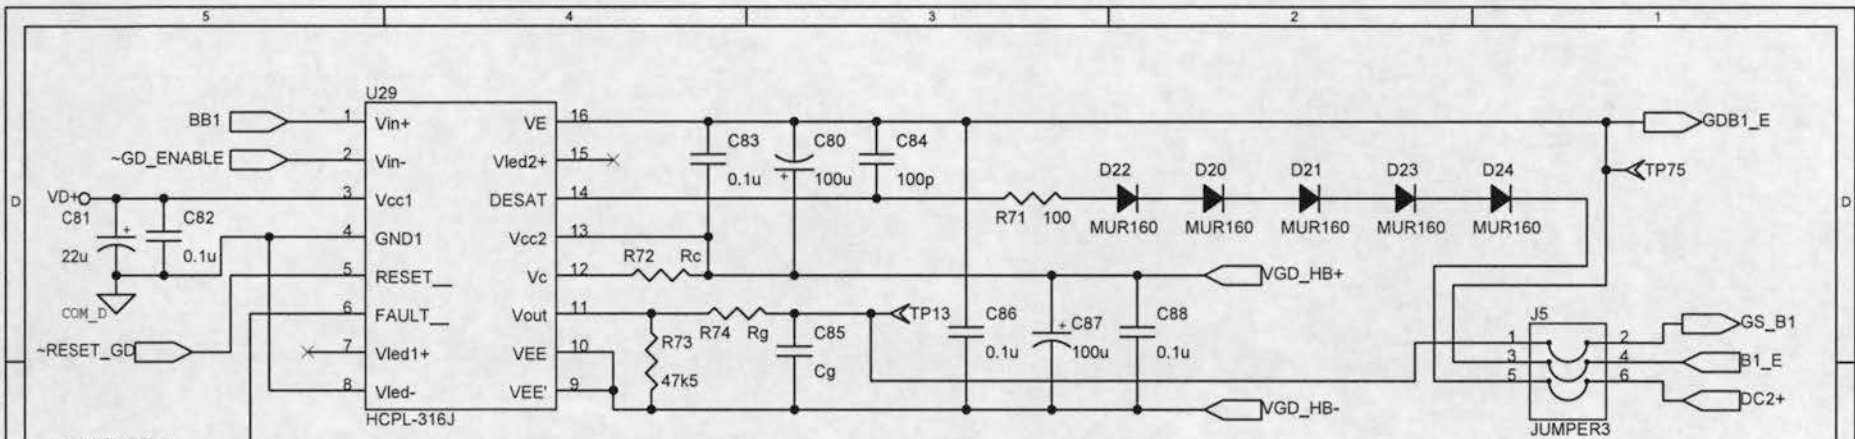 5 4 3 2 1
U29
BB1 1 Vin+ VE 16 GDB1_E
C83 C80 C84
~GD_ENABLE 2 Vin- Vled2+ 15
0.1u 100u 100p
D22 D20 D21 D23 D24 TP75
D VD+ 3 Vcc1 DESAT 14 D
C81 C82
R71 100 MUR160 MUR160 MUR160 MUR160 MUR160
4 GND1 Vcc2 13
22u 0.1u
R72 Rc
5 RESET__ Vc 12 VGD_HB+
COM_D
6 FAULT__ Vout 11 TP13 C86 C87 C88 J5
R74 Rg C85
R73
0.1u 100u 0.1u
1 2 GS_B1
~RESET_GD 7 Vled1+ VEE 10
3 4 B1_E
Cg
47k5
5 6
8 Vled- VEE' 9
DC2+
VGD_HB-
HCPL-316J
JUMPER3